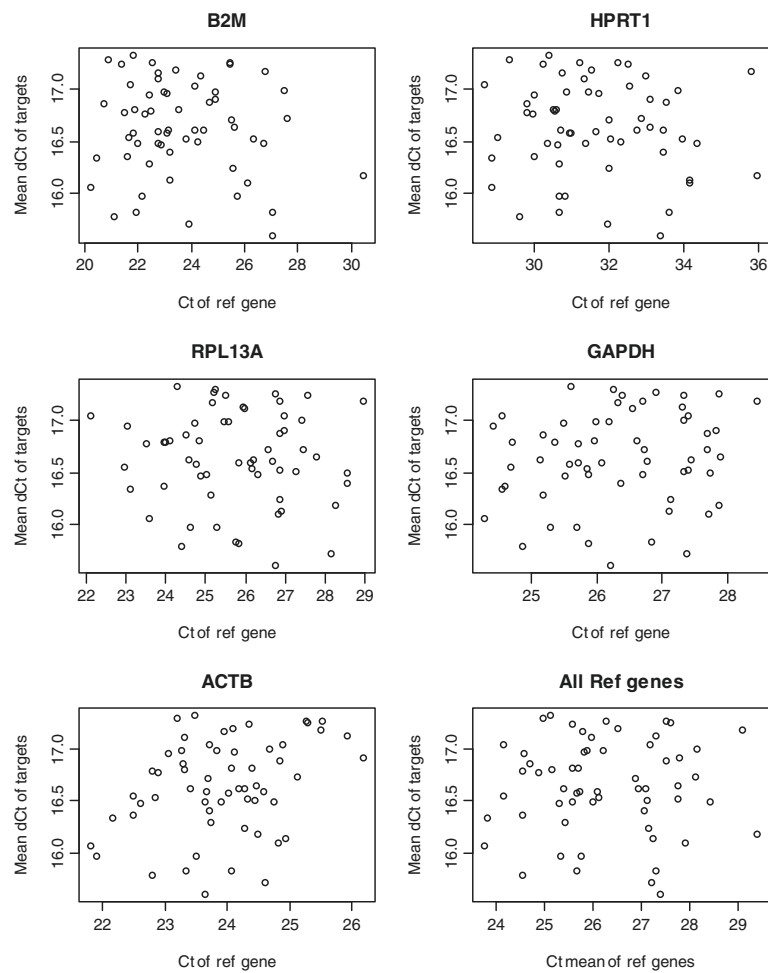 B2M
Mean dCt of targets
17.0
16.5
16.0
20 22 24 26 28 30
Ct of ref gene
HPRT1
Mean dCt of targets
17.0
16.5
16.0
30 32 34 36
Ct of ref gene
RPL13A
Mean dCt of targets
17.0
16.5
16.0
22 23 24 25 26 27 28 29
Ct of ref gene
GAPDH
Mean dCt of targets
17.0
16.5
16.0
25 26 27 28
Ct of ref gene
ACTB
Mean dCt of targets
17.0
16.5
16.0
22 23 24 25 26
Ct of ref gene
All Ref genes
Mean dCt of targets
17.0
16.5
16.0
24 25 26 27 28 29
Ct mean of ref genes